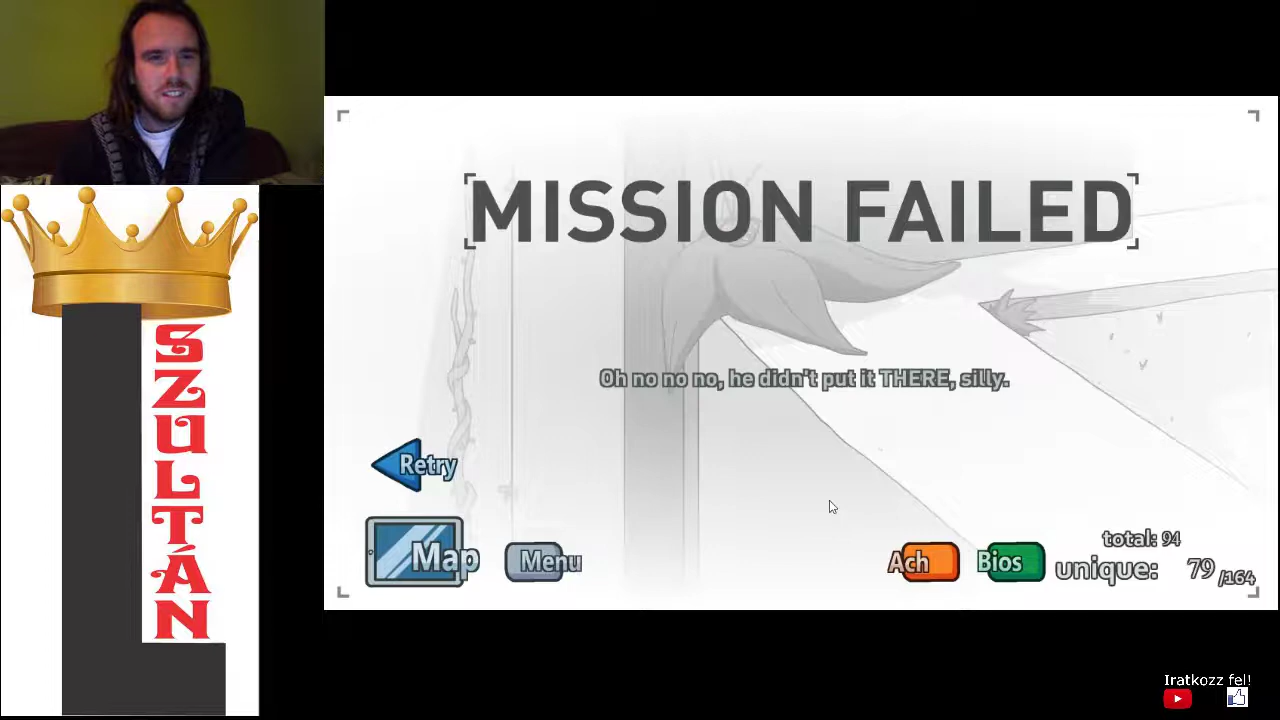 L
SZULTÁN
MISSION FAILED
Oh no no no, he didn't put it THERE, silly.
Retry
Map
Menu
Ach
Bios
total: 94
unique: 79 /164
Iratkozz fel!